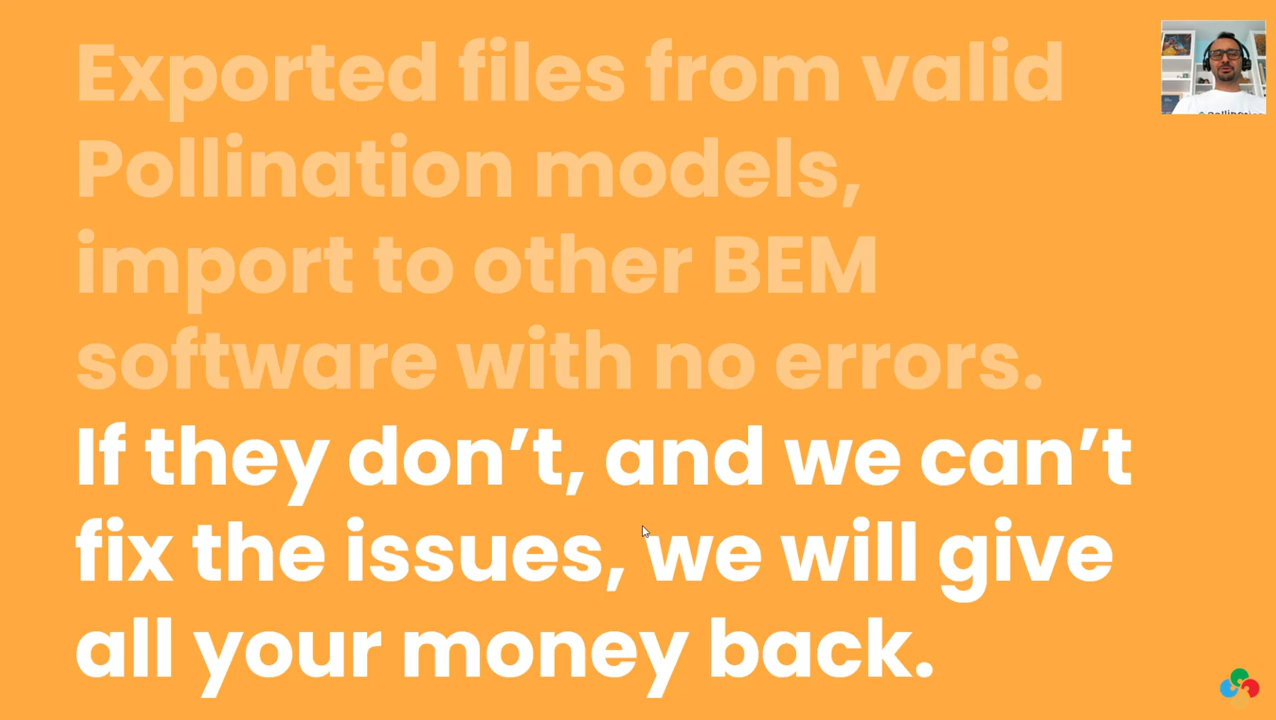 Exported files from valid
Pollination models,
import to other BEM
software with no errors.
If they don’t, and we can’t
fix the issues, we will give
all your money back.